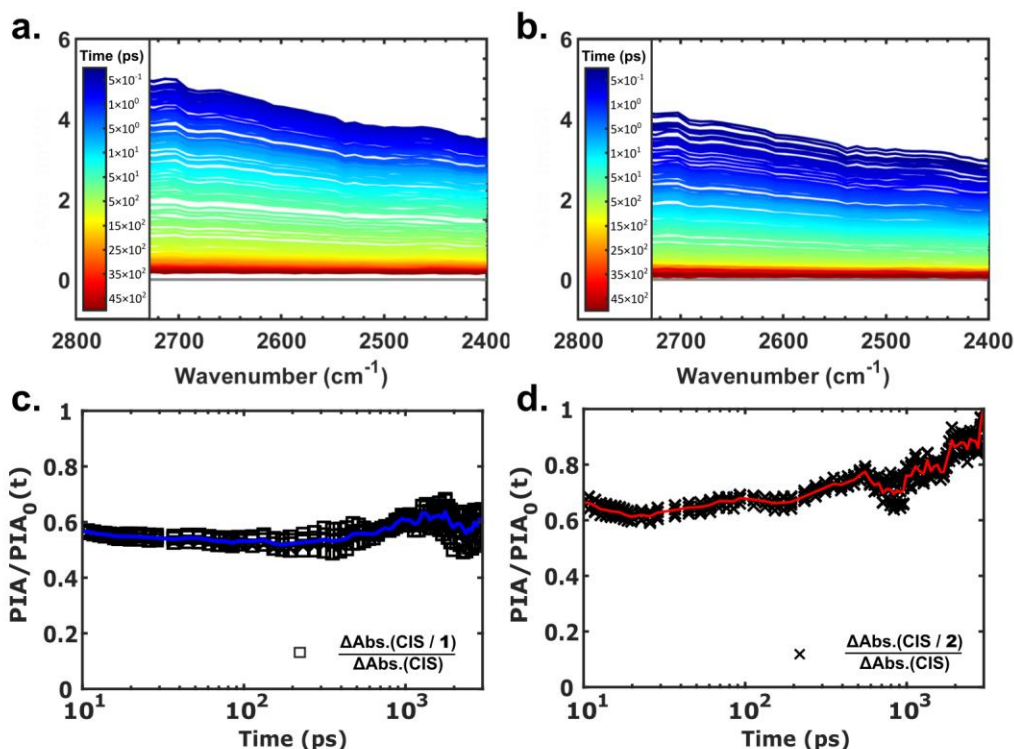 a.
6
4
2
0
Time (ps)
5×10⁻¹
1×10⁰
5×10⁰
1×10¹
5×10¹
5×10²
15×10²
25×10²
35×10²
45×10²
2800 2700 2600 2500 2400
Wavenumber (cm⁻¹)
b.
6
4
2
0
Time (ps)
5×10⁻¹
1×10⁰
5×10⁰
1×10¹
5×10¹
5×10²
15×10²
25×10²
35×10²
45×10²
2800 2700 2600 2500 2400
Wavenumber (cm⁻¹)
c.
PIA/PIA₀(t)
1
0.8
0.6
0.4
0.2
0
ΔAbs.(CIS / 1)
ΔAbs.(CIS)
10¹ 10² 10³
Time (ps)
d.
PIA/PIA₀(t)
1
0.8
0.6
0.4
0.2
0
ΔAbs.(CIS / 2)
ΔAbs.(CIS)
10¹ 10² 10³
Time (ps)